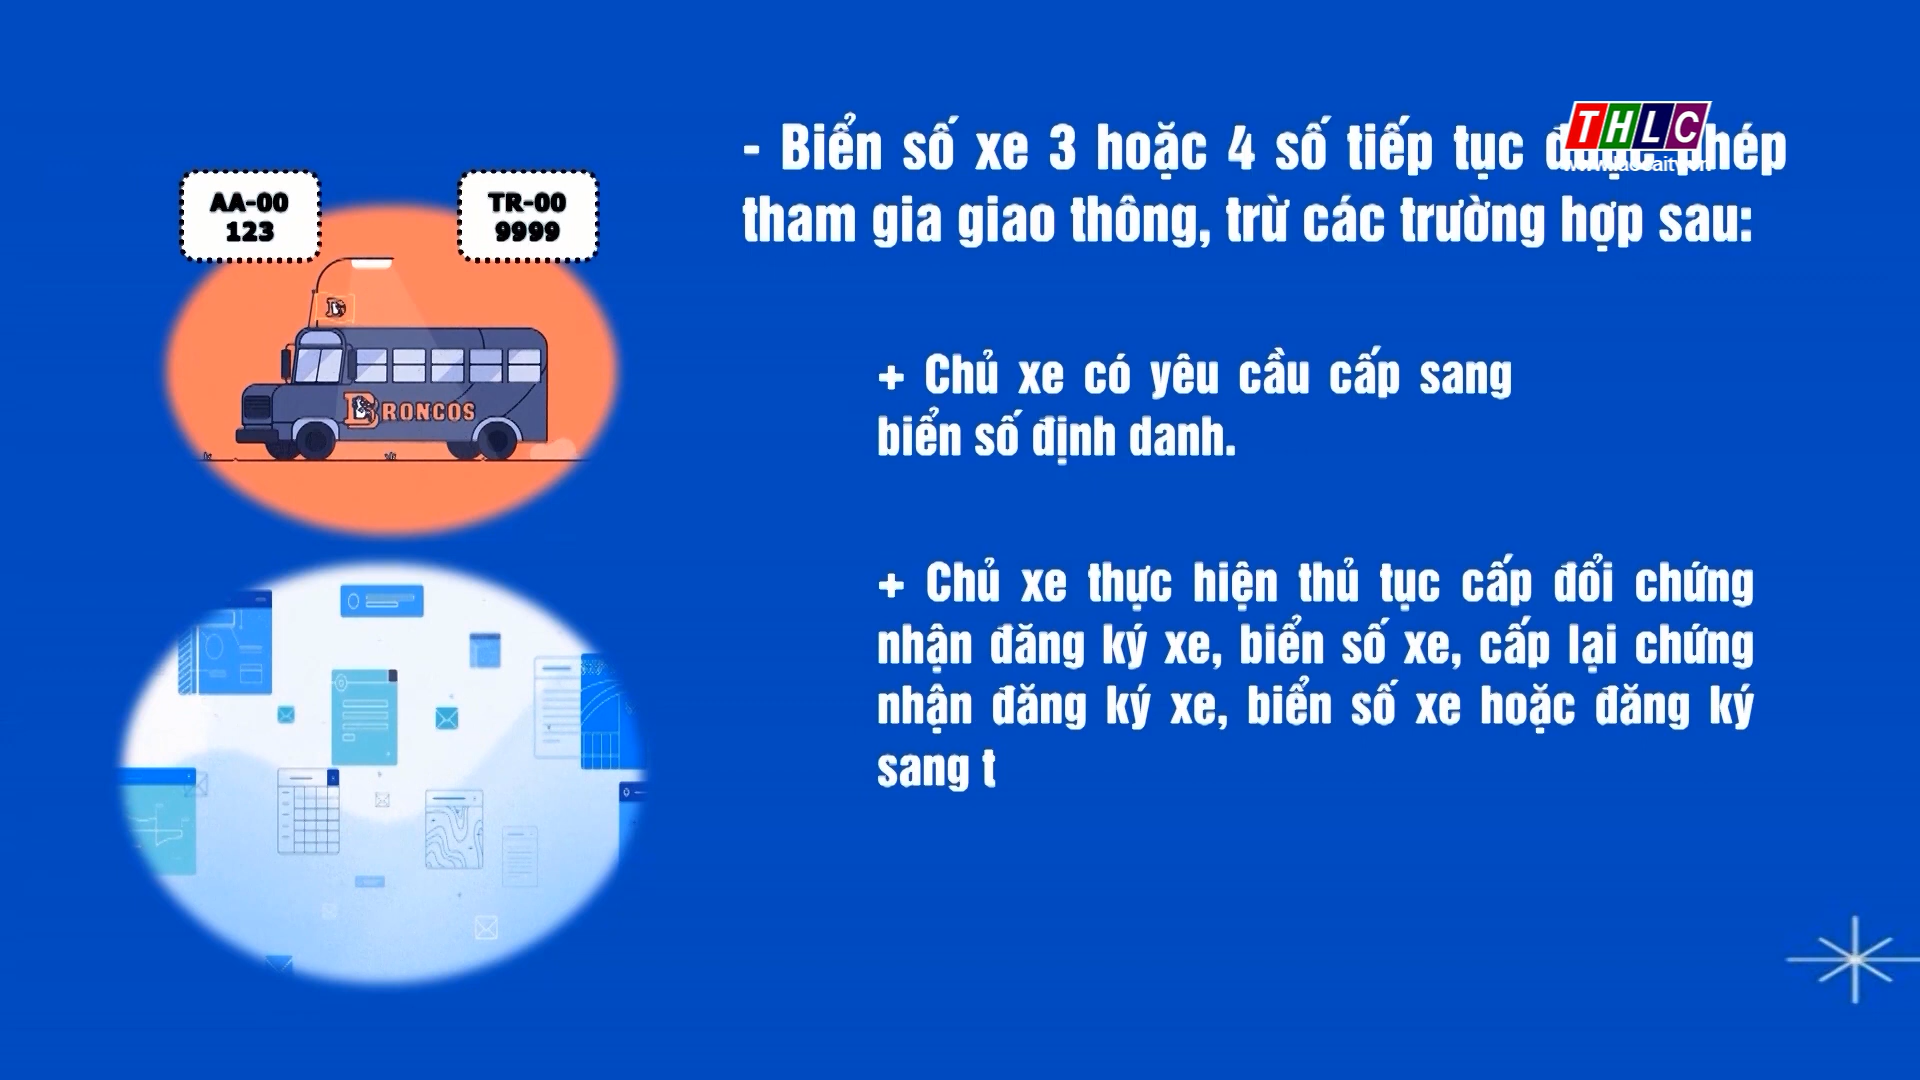 THLC
- Biển số xe 3 hoặc 4 số tiếp tục
tham gia giao thông, trừ các trường hợp sau:
AA-00
123
TR-00
9999
BRONCOS
+ Chủ xe có yêu cầu cấp sang
biển số định danh.
+ Chủ xe thực hiện thủ tục cấp đổi chứng
nhận đăng ký xe, biển số xe, cấp lại chứng
nhận đăng ký xe, biển số xe hoặc đăng ký
sang t